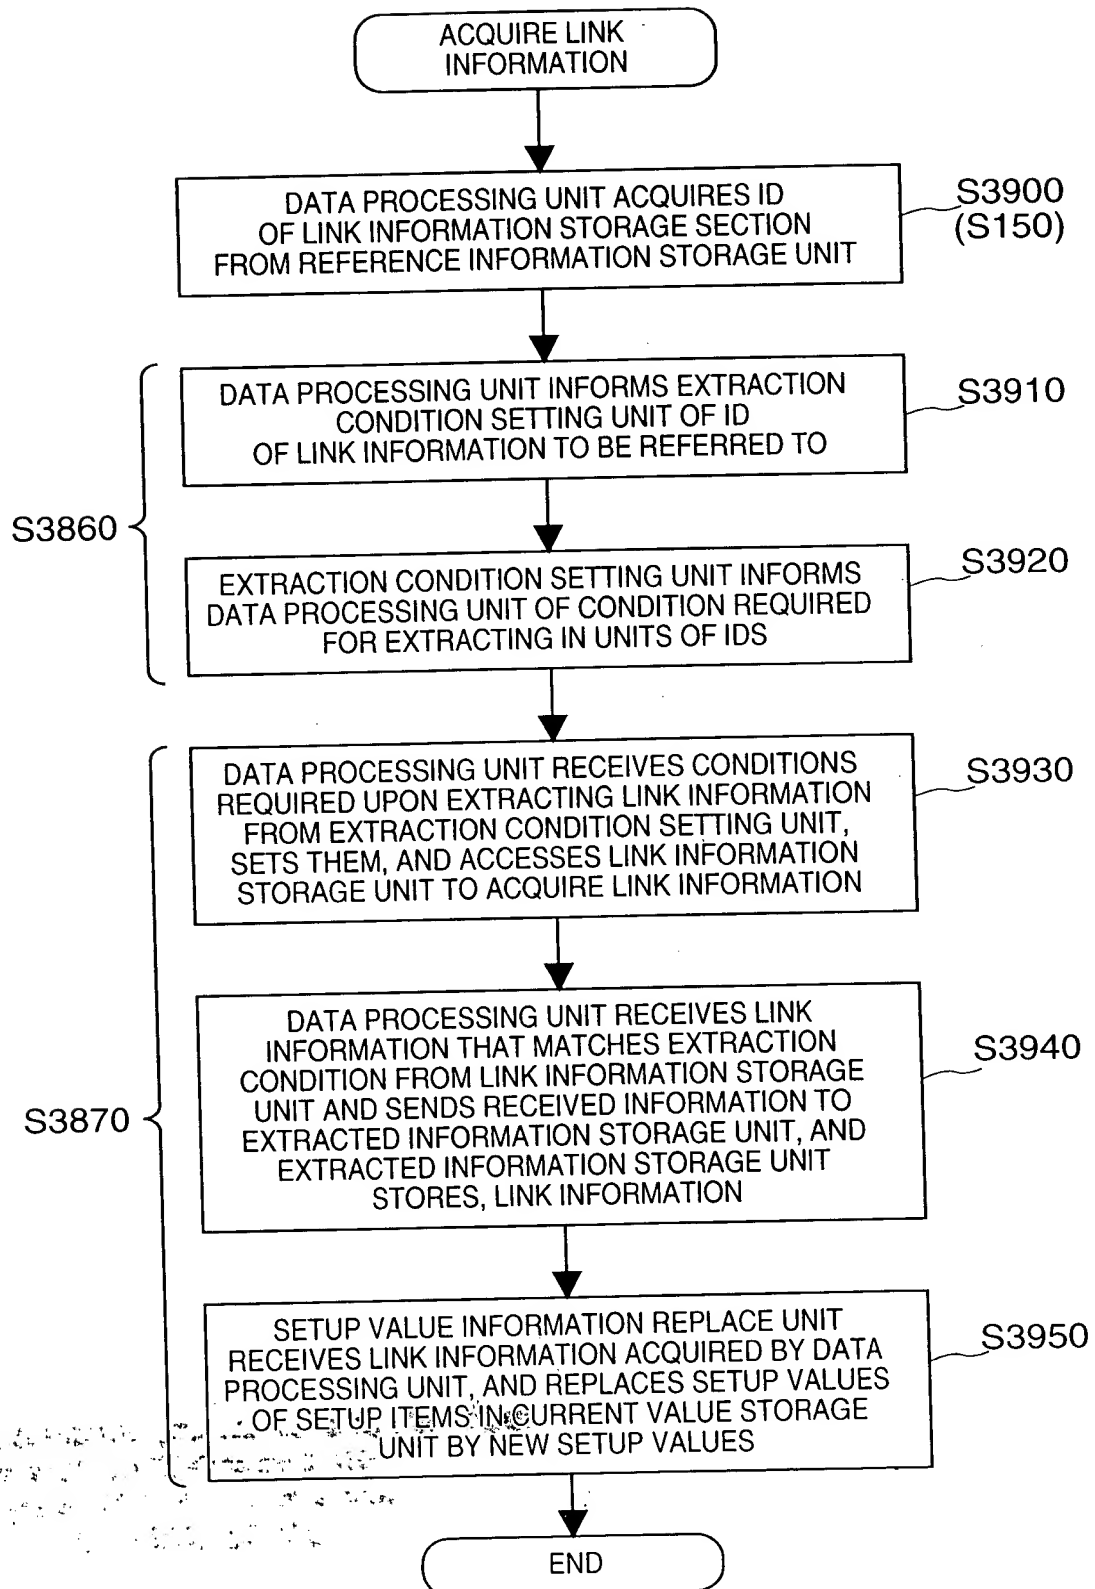 ACQUIRE LINK
INFORMATION
DATA PROCESSING UNIT ACQUIRES ID
OF LINK INFORMATION STORAGE SECTION
FROM REFERENCE INFORMATION STORAGE UNIT
S3900
(S150)
S3860
DATA PROCESSING UNIT INFORMS EXTRACTION
CONDITION SETTING UNIT OF ID
OF LINK INFORMATION TO BE REFERRED TO
S3910
EXTRACTION CONDITION SETTING UNIT INFORMS
DATA PROCESSING UNIT OF CONDITION REQUIRED
FOR EXTRACTING IN UNITS OF IDS
S3920
S3870
DATA PROCESSING UNIT RECEIVES CONDITIONS
REQUIRED UPON EXTRACTING LINK INFORMATION
FROM EXTRACTION CONDITION SETTING UNIT,
SETS THEM, AND ACCESSES LINK INFORMATION
STORAGE UNIT TO ACQUIRE LINK INFORMATION
S3930
DATA PROCESSING UNIT RECEIVES LINK
INFORMATION THAT MATCHES EXTRACTION
CONDITION FROM LINK INFORMATION STORAGE
UNIT AND SENDS RECEIVED INFORMATION TO
EXTRACTED INFORMATION STORAGE UNIT, AND
EXTRACTED INFORMATION STORAGE UNIT
STORES, LINK INFORMATION
S3940
SETUP VALUE INFORMATION REPLACE UNIT
RECEIVES LINK INFORMATION ACQUIRED BY DATA
PROCESSING UNIT, AND REPLACES SETUP VALUES
OF SETUP ITEMS IN CURRENT VALUE STORAGE
UNIT BY NEW SETUP VALUES
S3950
END